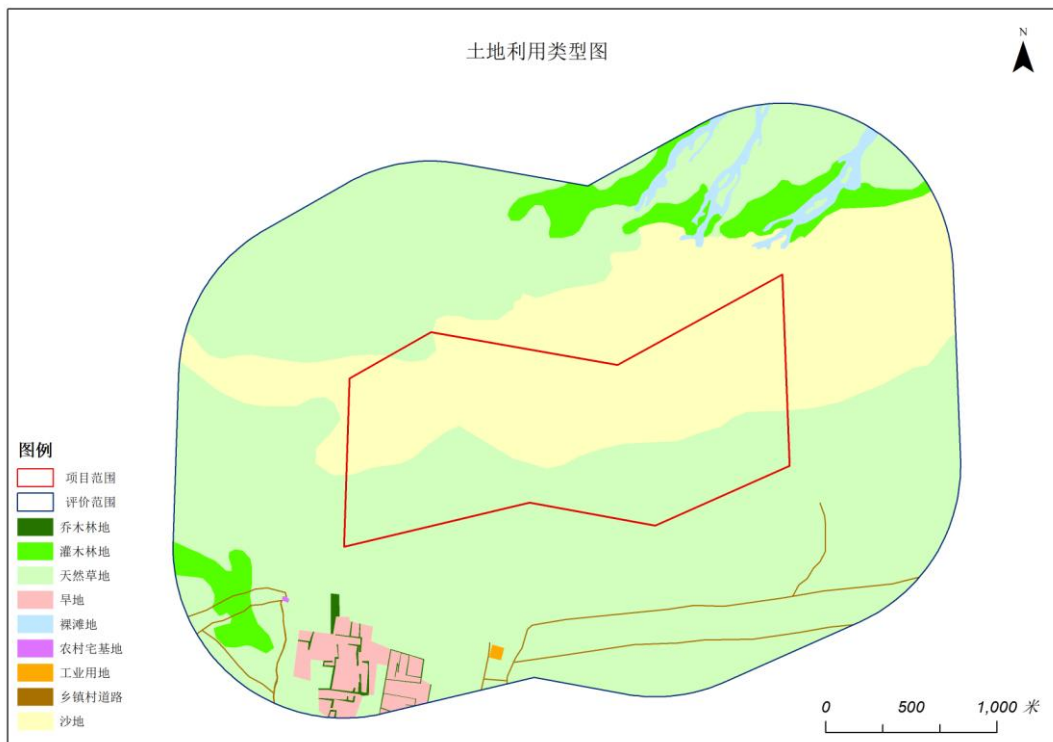 土地利用类型图
N
图例
项目范围
评价范围
乔木林地
灌木林地
天然草地
旱地
裸滩地
农村宅基地
工业用地
乡镇村道路
沙地
0 500 1,000 米